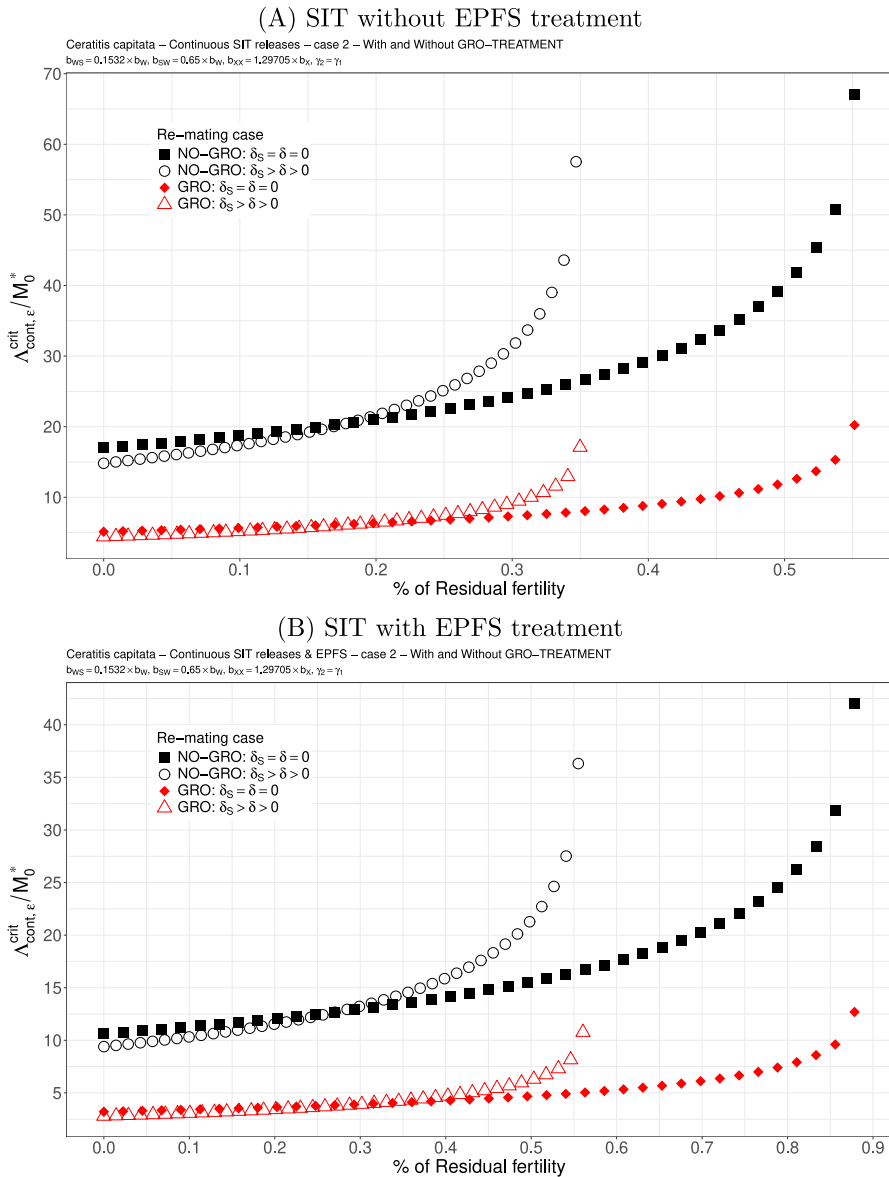 (A) SIT without EPFS treatment
Ceratitis capitata – Continuous SIT releases – case 2 – With and Without GRO–TREATMENT
b_WS = 0.1532 × b_W, b_SW = 0.65 × b_W, b_XX = 1.29705 × b_X, γ_2 = γ_1
70
60
50
40
30
20
10
Λ^crit_cont, ε / M_0^*
Re–mating case
NO–GRO: δ_S = δ = 0
NO–GRO: δ_S > δ > 0
GRO: δ_S = δ = 0
GRO: δ_S > δ > 0
0.0 0.1 0.2 0.3 0.4 0.5
% of Residual fertility
(B) SIT with EPFS treatment
Ceratitis capitata – Continuous SIT releases & EPFS – case 2 – With and Without GRO–TREATMENT
b_WS = 0.1532 × b_W, b_SW = 0.65 × b_W, b_XX = 1.29705 × b_X, γ_2 = γ_1
40
35
30
25
20
15
10
5
Λ^crit_cont, ε / M_0^*
Re–mating case
NO–GRO: δ_S = δ = 0
NO–GRO: δ_S > δ > 0
GRO: δ_S = δ = 0
GRO: δ_S > δ > 0
0.0 0.1 0.2 0.3 0.4 0.5 0.6 0.7 0.8 0.9
% of Residual fertility